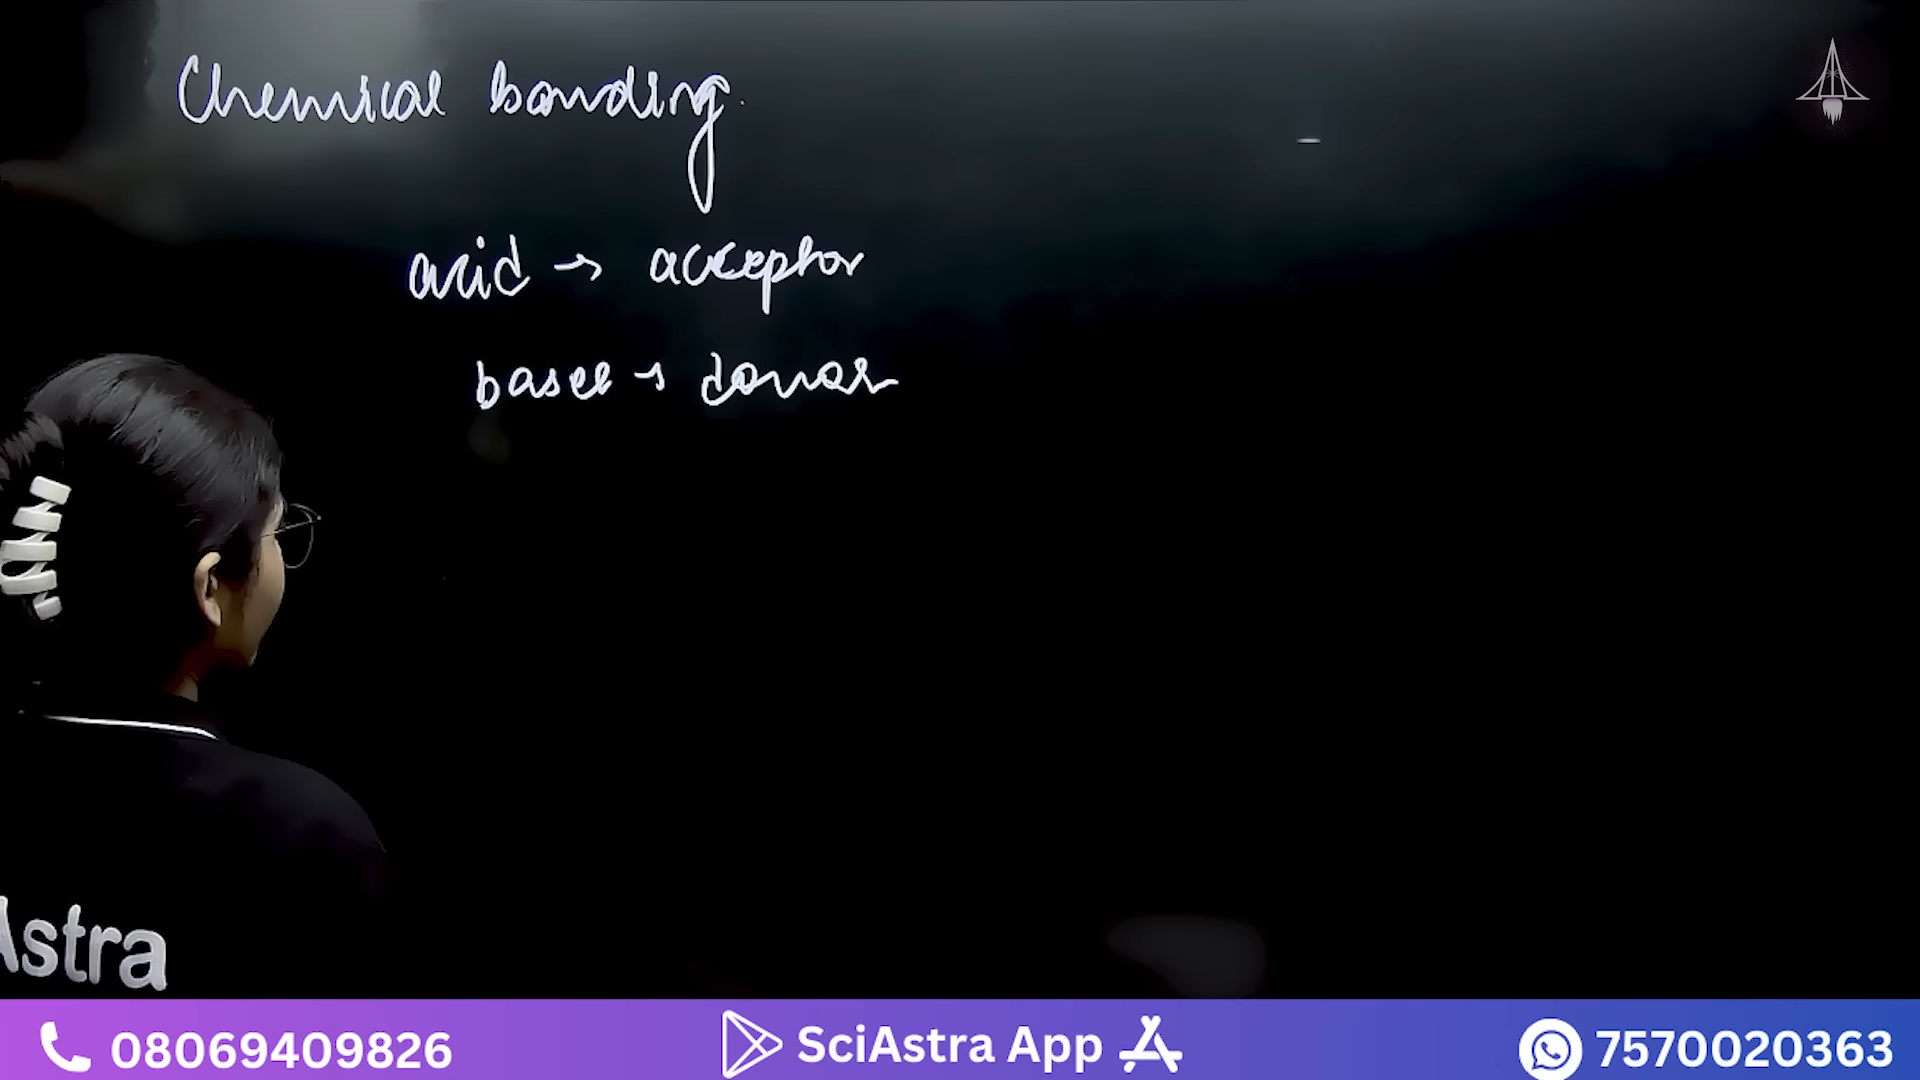 Chemical bonding.
acid → acceptor
bases → donor
Astra
08069409826 SciAstra App 7570020363